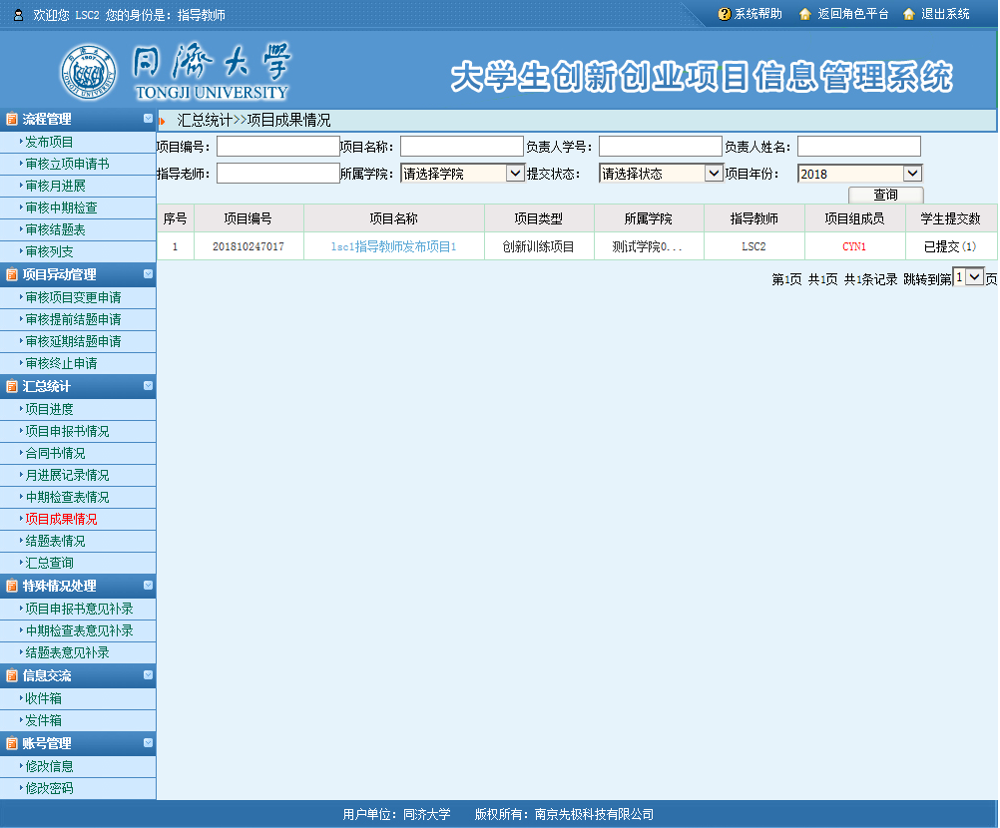 欢迎您 LSC2 您的身份是：指导教师
系统帮助 返回角色平台 退出系统
同济大学
TONGJI UNIVERSITY
大学生创新创业项目信息管理系统
流程管理
发布项目
审核立项申请书
审核月进展
审核中期检查
审核结题表
审核列支
项目异动管理
审核项目变更申请
审核提前结题申请
审核延期结题申请
审核终止申请
汇总统计
项目进度
项目申报书情况
合同书情况
月进展记录情况
中期检查表情况
项目成果情况
结题表情况
汇总查询
特殊情况处理
项目申报书意见补录
中期检查表意见补录
结题表意见补录
信息交流
收件箱
发件箱
账号管理
修改信息
修改密码
汇总统计>>项目成果情况
项目编号： 项目名称： 负责人学号： 负责人姓名：
指导老师： 所属学院： 请选择学院 提交状态： 请选择状态 项目年份： 2018
查询
序号 项目编号 项目名称 项目类型 所属学院 指导教师 项目组成员 学生提交数
1 201810247017 lsc1指导教师发布项目1 创新训练项目 测试学院0... LSC2 CYN1 已提交(1)
第1页 共1页 共1条记录 跳转到第 1 页
用户单位：同济大学 版权所有：南京先极科技有限公司